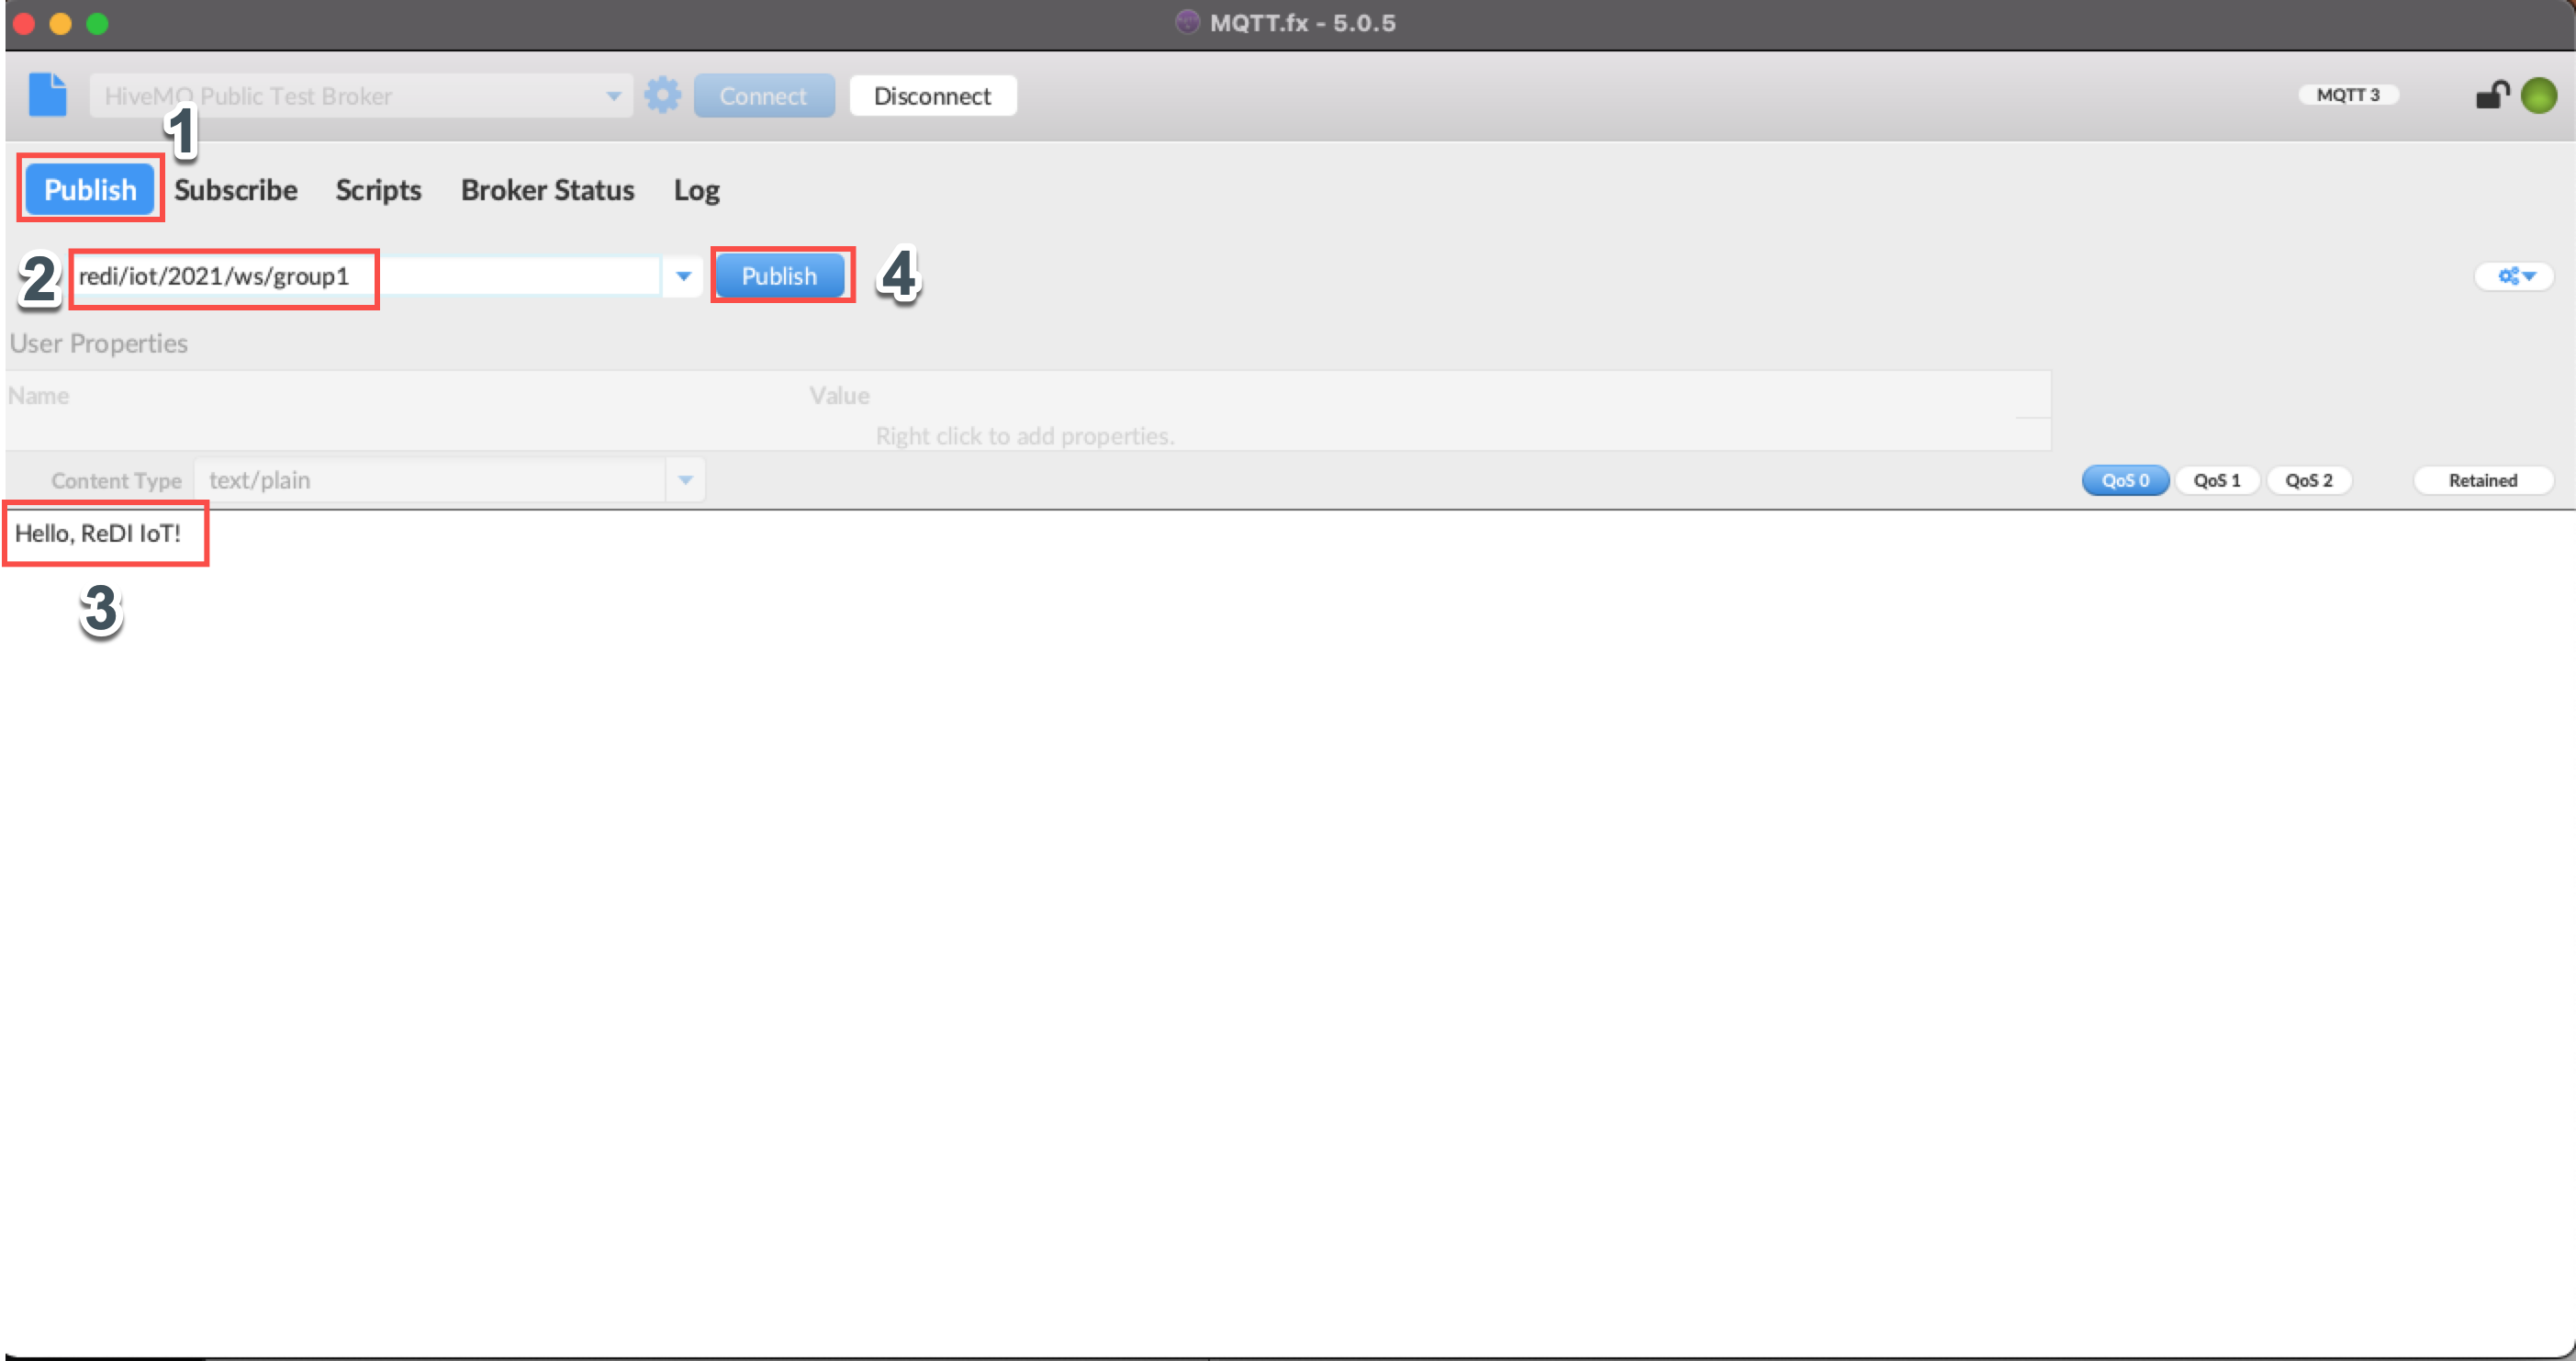 MQTT.fx - 5.0.5
HiveMQ Public Test Broker Connect Disconnect MQTT 3
1
Publish Subscribe Scripts Broker Status Log
2 redi/iot/2021/ws/group1 Publish 4
User Properties
Name Value
Right click to add properties.
Content Type text/plain QoS 0 QoS 1 QoS 2 Retained
Hello, ReDI IoT!
3